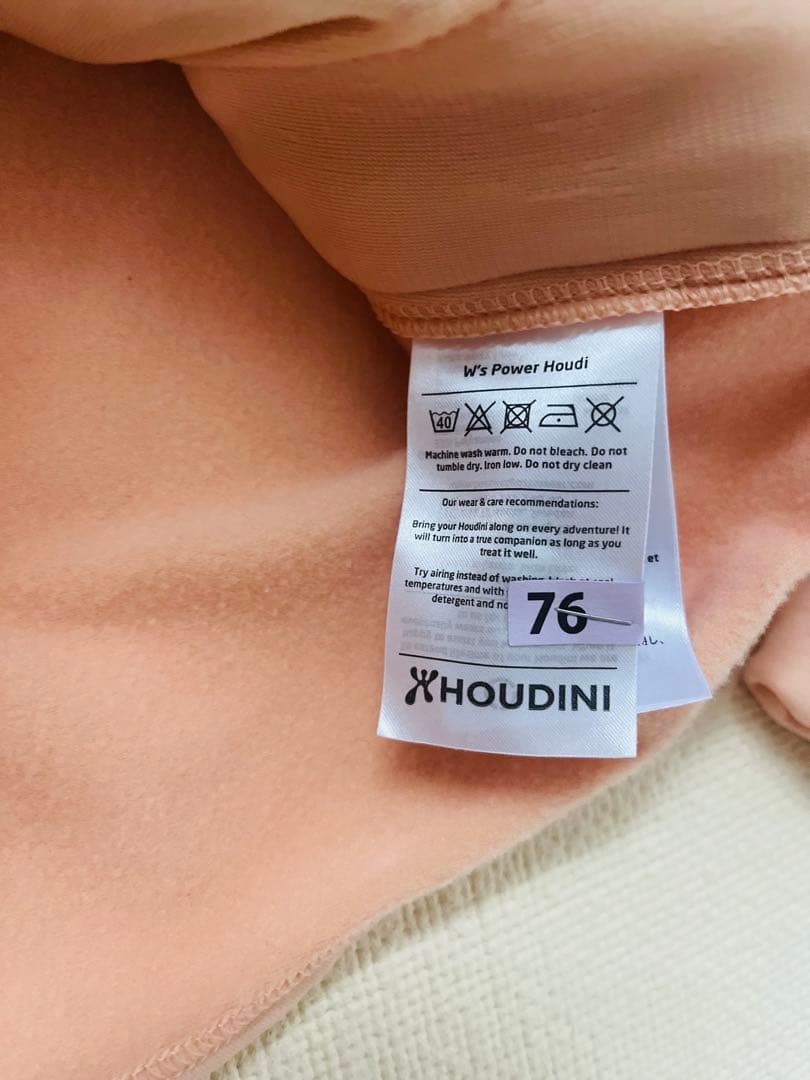 W's Power Houdi
40
Machine wash warm. Do not bleach. Do not
tumble dry. Iron low. Do not dry clean
Our wear & care recommendations:
Bring your Houdini along on every adventure! It
will turn into a true companion as long as you
treat it well.
Try airing instead of washing,
temperatures and with
detergent and no
76
et
HOUDINI